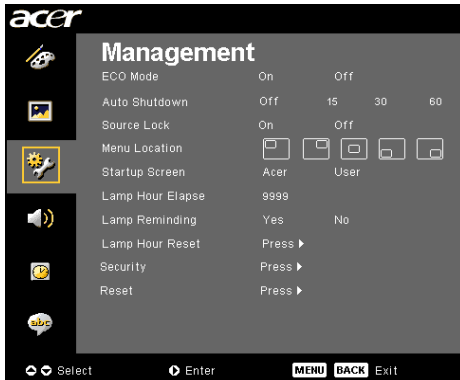 acer
Management
ECO Mode On Off
Auto Shutdown Off 15 30 60
Source Lock On Off
Menu Location
Startup Screen Acer User
Lamp Hour Elapse 9999
Lamp Reminding Yes No
Lamp Hour Reset Press
Security Press
Reset Press
abc
Select Enter MENU BACK Exit